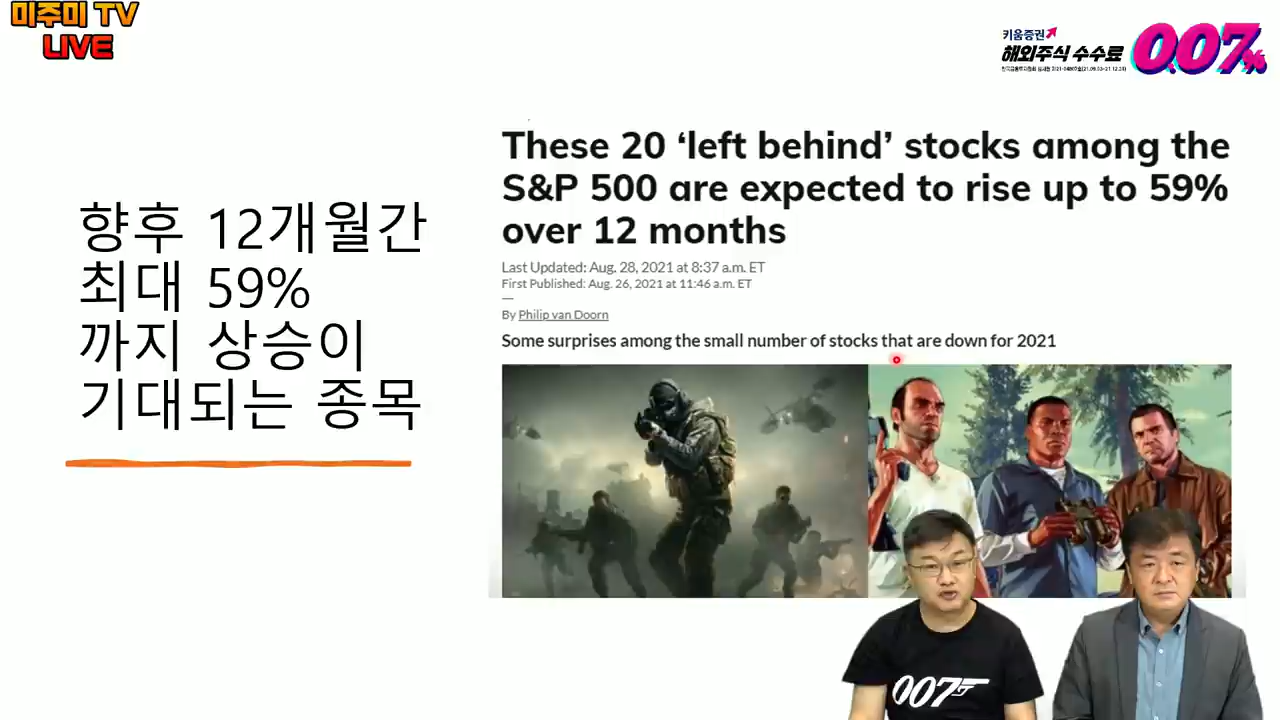 미주미 TV
LIVE
키움증권
해외주식 수수료
0.07%
These 20 ‘left behind’ stocks among the
S&P 500 are expected to rise up to 59%
over 12 months
Last Updated: Aug. 28, 2021 at 8:37 a.m. ET
First Published: Aug. 26, 2021 at 11:46 a.m. ET
By Philip van Doorn
Some surprises among the small number of stocks that are down for 2021
향후 12개월간
최대 59%
까지 상승이
기대되는 종목
007